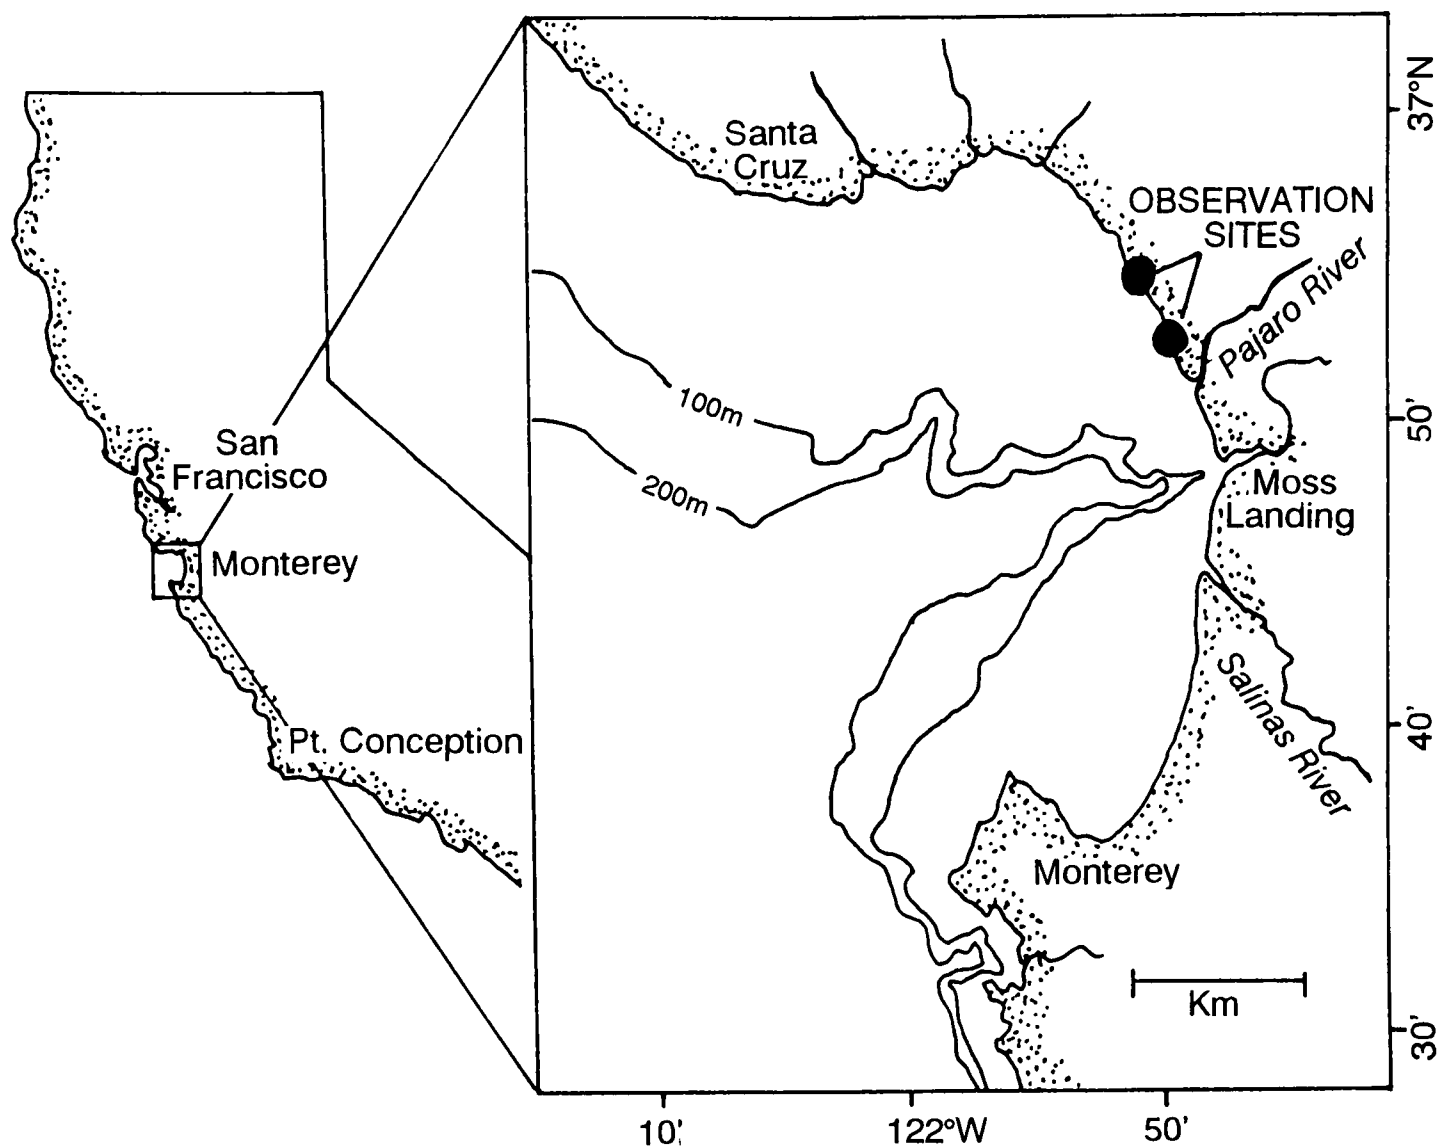 San
Francisco
Monterey
Pt. Conception
Santa
Cruz
OBSERVATION
SITES
Pajaro River
100m
200m
Moss
Landing
Salinas River
Monterey
Km
37°N
50'
40'
30'
10'
122°W
50'